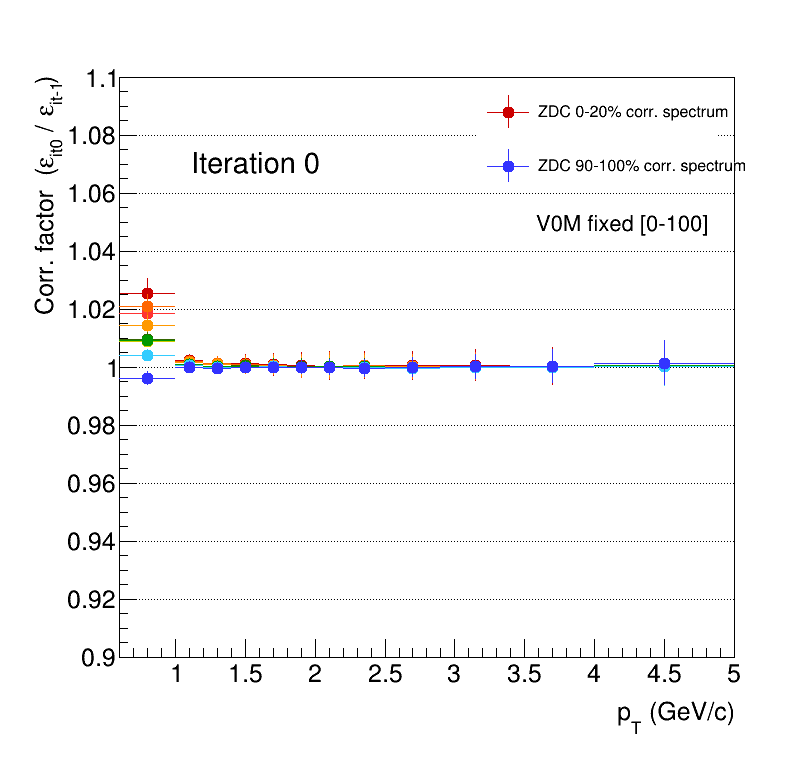 Corr. factor (ε_it0 / ε_it-1)
1.1
1.08
1.06
1.04
1.02
1
0.98
0.96
0.94
0.92
0.9
Iteration 0
ZDC 0-20% corr. spectrum
ZDC 90-100% corr. spectrum
V0M fixed [0-100]
1 1.5 2 2.5 3 3.5 4 4.5 5
p_T (GeV/c)